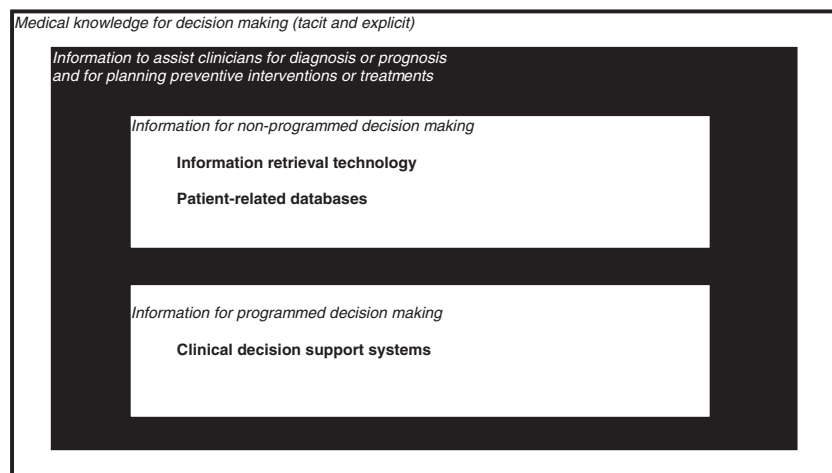 Medical knowledge for decision making (tacit and explicit)
Information to assist clinicians for diagnosis or prognosis
and for planning preventive interventions or treatments
Information for non-programmed decision making
Information retrieval technology
Patient-related databases
Information for programmed decision making
Clinical decision support systems